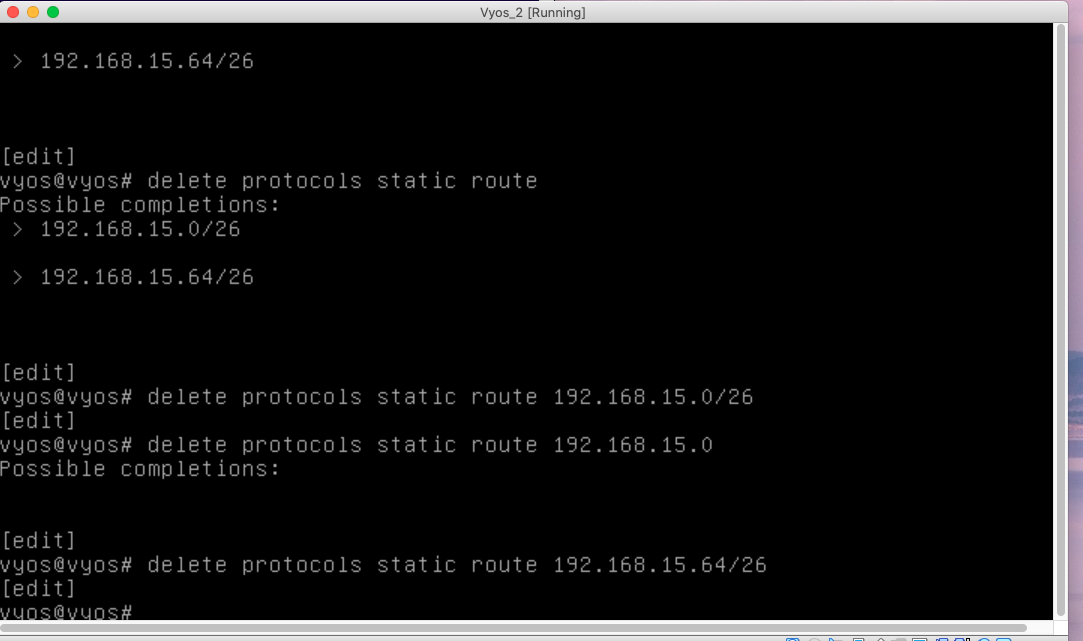 Vyos_2 [Running]
> 192.168.15.64/26
[edit]
vyos@vyos# delete protocols static route
Possible completions:
> 192.168.15.0/26
> 192.168.15.64/26
[edit]
vyos@vyos# delete protocols static route 192.168.15.0/26
[edit]
vyos@vyos# delete protocols static route 192.168.15.0
Possible completions:
[edit]
vyos@vyos# delete protocols static route 192.168.15.64/26
[edit]
vyos@vyos#